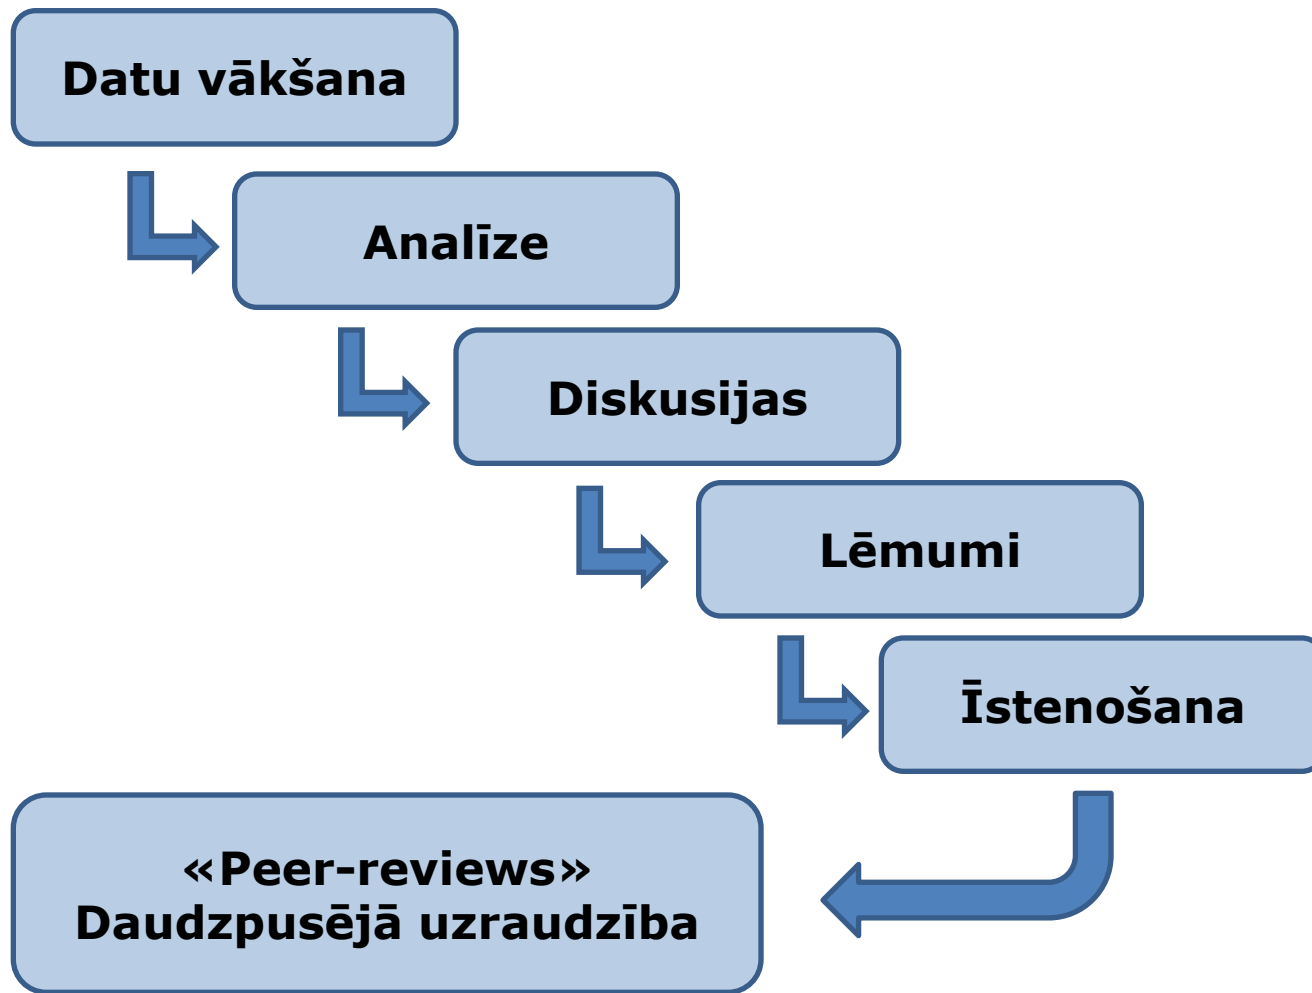 Datu vākšana
Analīze
Diskusijas
Lēmumi
Īstenošana
«Peer-reviews»
Daudzpusējā uzraudzība